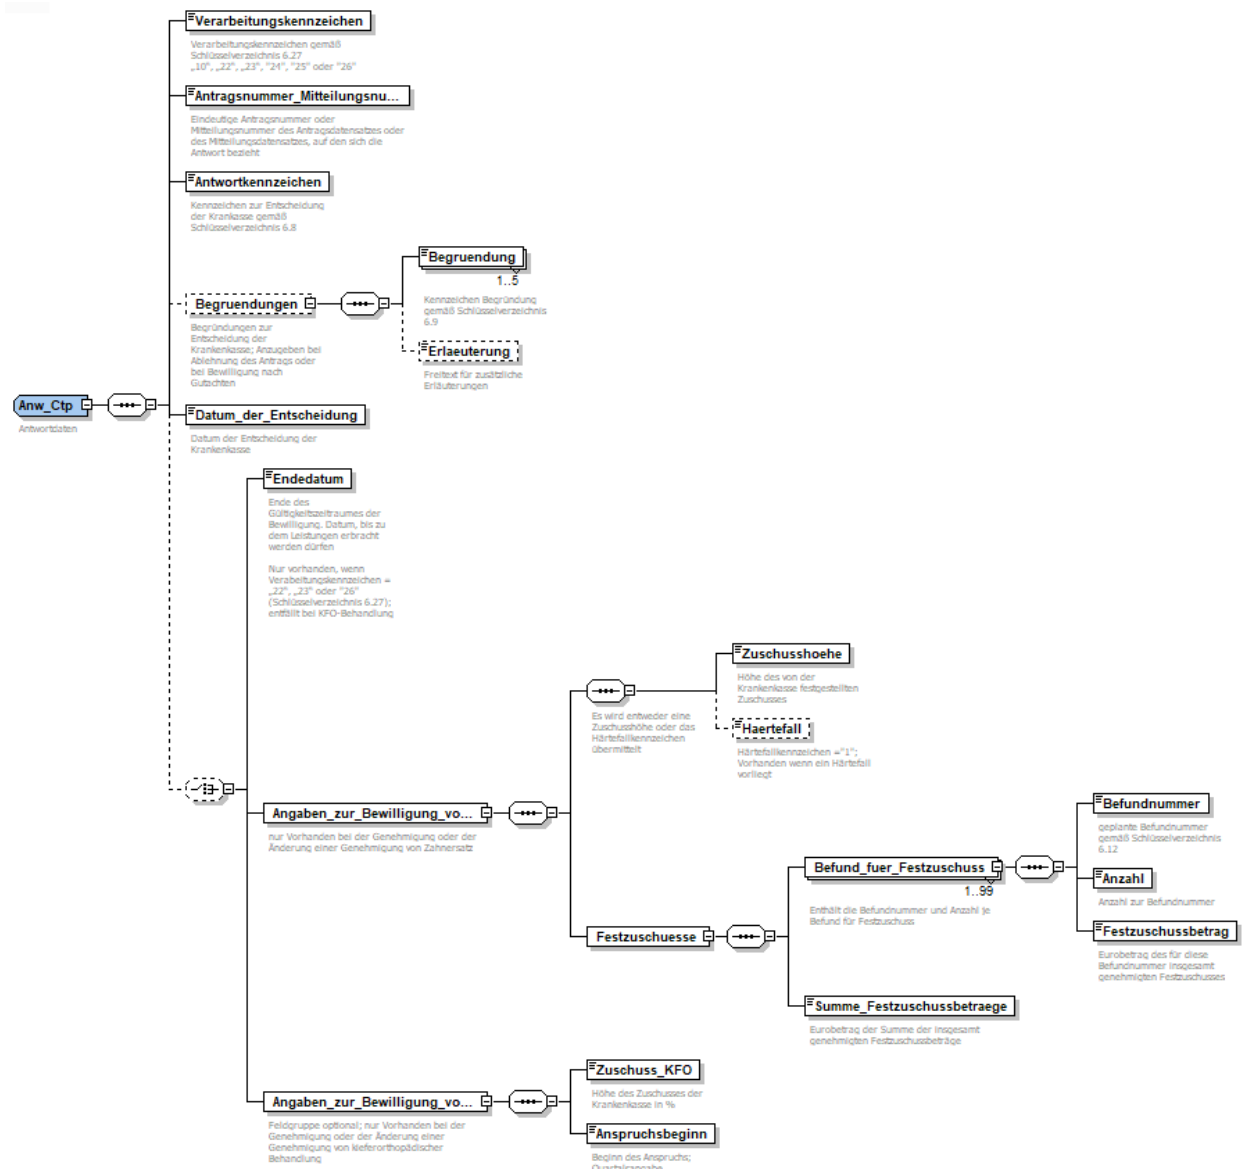 Verarbeitungskennzeichen
Verarbeitungskennzeichen gemäß
Schlüsselverzeichnis 6.27
„10“, „22“, „23“, "24", "25" oder "26"
Antragsnummer_Mitteilungsnu...
Eindeutige Antragsnummer oder
Mitteilungsnummer des Antragsdatensatzes oder
des Mitteilungsdatensatzes, auf den sich die
Antwort bezieht
Antwortkennzeichen
Kennzeichen zur Entscheidung
der Krankasse gemäß
Schlüsselverzeichnis 6.8
Begruendung
1..5
Kennzeichen Begründung
gemäß Schlüsselverzeichnis
6.9
Begruendungen
Begründungen zur
Entscheidung der
Krankenkasse; Anzugeben bei
Ablehnung des Antrags oder
bei Bewilligung nach
Gutachten
Erlaeuterung
Freitext für zusätzliche
Erläuterungen
Anw_Ctp
Antwortdaten
Datum_der_Entscheidung
Datum der Entscheidung der
Krankenkasse
Endedatum
Ende des
Gültigkeitszeitraumes der
Bewilligung. Datum, bis zu
dem Leistungen erbracht
werden dürfen
Nur vorhanden, wenn
Verabeitungskennzeichen =
„22“, „23“ oder "26"
(Schlüsselverzeichnis 6.27);
entfällt bei KFO-Behandlung
Zuschusshoehe
Höhe des von der
Krankenkasse festgestellten
Zuschusses
Es wird entweder eine
Zuschusshöhe oder das
Härtefallkennzeichen
übermittelt
Haertefall
Härtefallkennzeichen ="1";
Vorhanden wenn ein Härtefall
vorliegt
Angaben_zur_Bewilligung_vo...
nur Vorhanden bei der Genehmigung oder der
Änderung einer Genehmigung von Zahnersatz
Befundnummer
geplante Befundnummer
gemäß Schlüsselverzeichnis
6.12
Befund_fuer_Festzuschuss
1..99
Enthält die Befundnummer und Anzahl je
Befund für Festzuschuss
Anzahl
Anzahl zur Befundnummer
Festzuschuesse
Festzuschussbetrag
Eurobetrag des für diese
Befundnummer insgesamt
genehmigten Festzuschusses
Summe_Festzuschussbetraege
Eurobetrag der Summe der insgesamt
genehmigten Festzuschussbeträge
Zuschuss_KFO
Höhe des Zuschusses der
Krankenkasse in %
Angaben_zur_Bewilligung_vo...
Feldgruppe optional; nur Vorhanden bei der
Genehmigung oder der Änderung einer
Genehmigung von kieferorthopädischer
Behandlung
Anspruchsbeginn
Beginn des Anspruchs;
Quartalsangabe